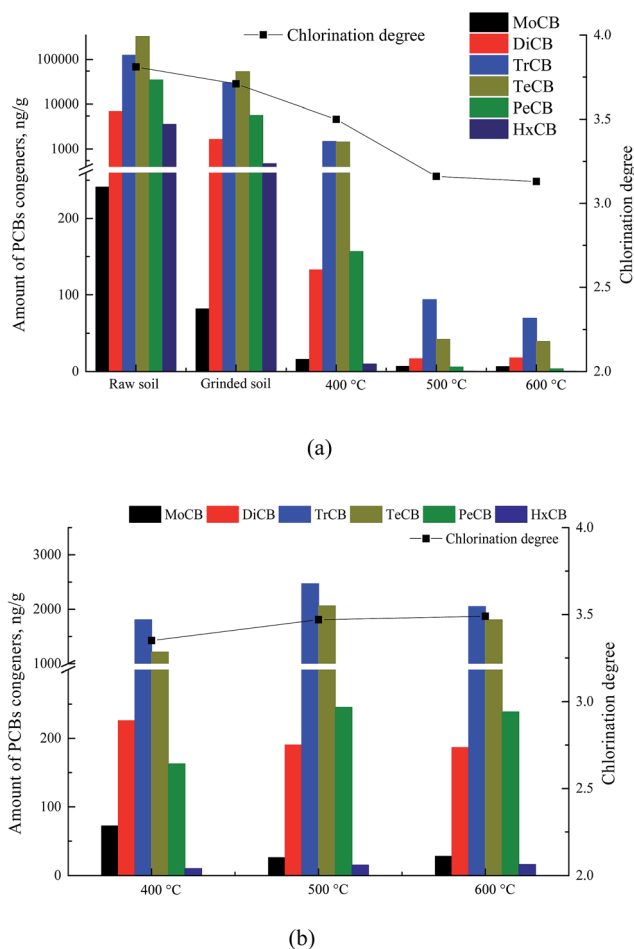 Chlorination degree
MoCB
DiCB
TrCB
TeCB
PeCB
HxCB
Amount of PCBs congeners, ng/g
100000
10000
1000
200
100
0
4.0
3.5
3.0
2.5
2.0
Chlorination degree
Raw soil Grinded soil 400 °C 500 °C 600 °C
(a)
MoCB DiCB TrCB TeCB PeCB HxCB
Chlorination degree
Amount of PCBs congeners, ng/g
3000
2000
1000
200
100
0
4.0
3.5
3.0
2.5
2.0
Chlorination degree
400 °C 500 °C 600 °C
(b)